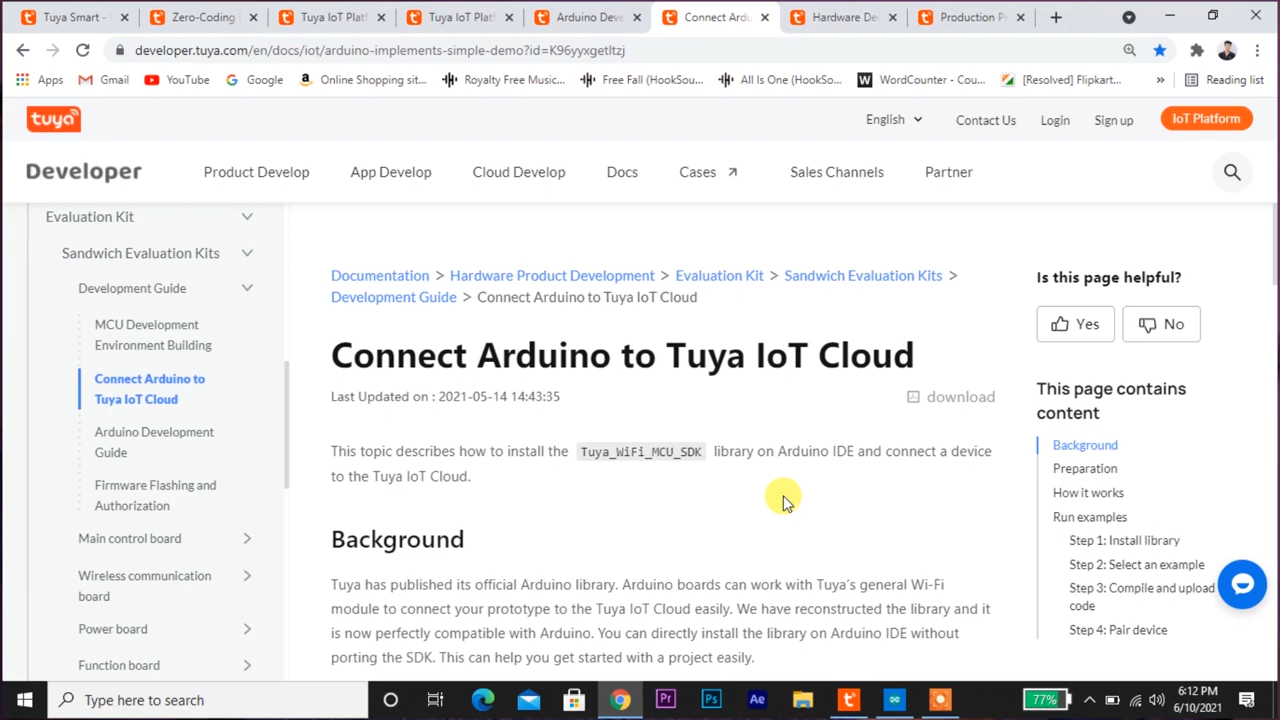 Tuya Smart -
Zero-Coding
Tuya IoT Plat
Tuya IoT Plat
Arduino Deve
Connect Ardu
Hardware De
Production P
developer.tuya.com/en/docs/iot/arduino-implements-simple-demo?id=K96yyxgetltzj
Apps
Gmail
YouTube
Google
Online Shopping sit...
Royalty Free Music...
Free Fall (HookSou...
All Is One (HookSo...
WordCounter - Cou...
[Resolved] Flipkart...
»
Reading list
tuya
English
Contact Us
Login
Sign up
IoT Platform
Developer
Product Develop
App Develop
Cloud Develop
Docs
Cases
Sales Channels
Partner
Evaluation Kit
Sandwich Evaluation Kits
Development Guide
MCU Development
Environment Building
Connect Arduino to
Tuya IoT Cloud
Arduino Development
Guide
Firmware Flashing and
Authorization
Main control board
Wireless communication
board
Power board
Function board
Documentation > Hardware Product Development > Evaluation Kit > Sandwich Evaluation Kits >
Development Guide > Connect Arduino to Tuya IoT Cloud
Connect Arduino to Tuya IoT Cloud
Last Updated on : 2021-05-14 14:43:35
download
This topic describes how to install the Tuya_WiFi_MCU_SDK library on Arduino IDE and connect a device
to the Tuya IoT Cloud.
Background
Tuya has published its official Arduino library. Arduino boards can work with Tuya's general Wi-Fi
module to connect your prototype to the Tuya IoT Cloud easily. We have reconstructed the library and it
is now perfectly compatible with Arduino. You can directly install the library on Arduino IDE without
porting the SDK. This can help you get started with a project easily.
Is this page helpful?
Yes
No
This page contains
content
Background
Preparation
How it works
Run examples
Step 1: Install library
Step 2: Select an example
Step 3: Compile and upload
code
Step 4: Pair device
Type here to search
Pr
Ps
Ae
77%
6:12 PM
6/10/2021